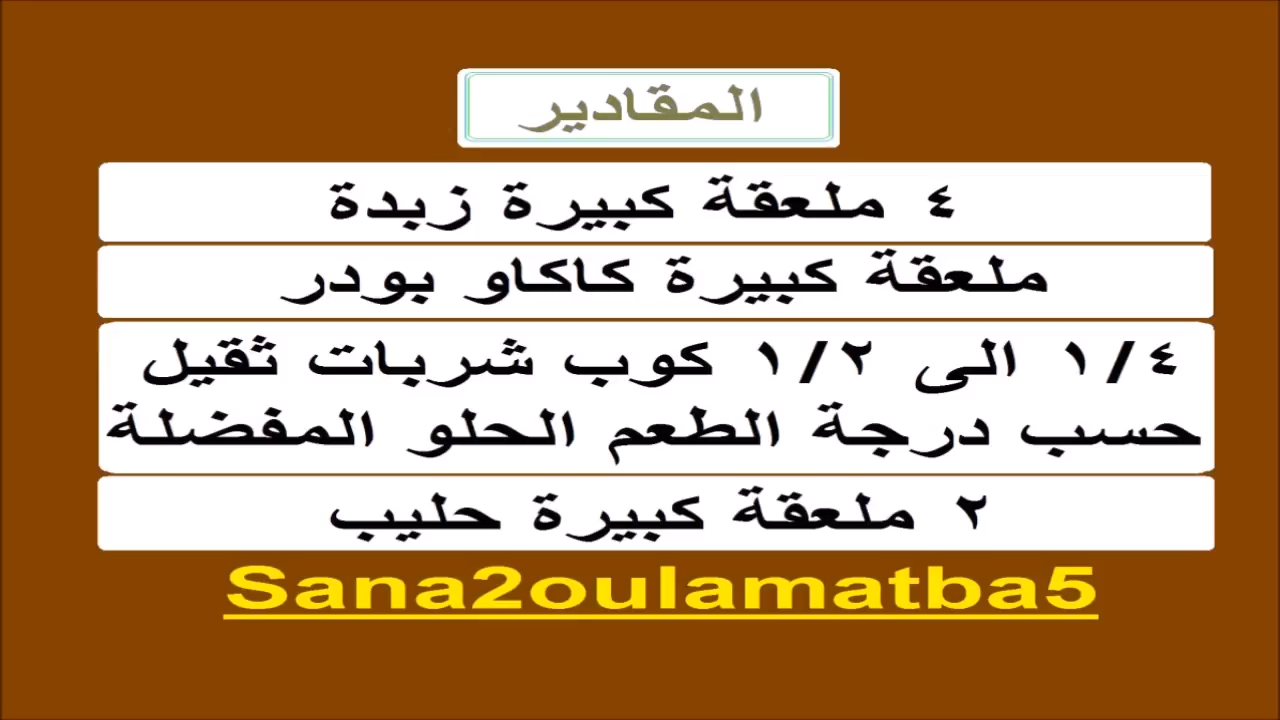 المقادير
٤ ملعقة كبيرة زبدة
ملعقة كبيرة كاكاو بودر
١/٤ الى ١/٢ كوب شربات ثقيل
حسب درجة الطعم الحلو المفضلة
٢ ملعقة كبيرة حليب
Sana2oulamatba5